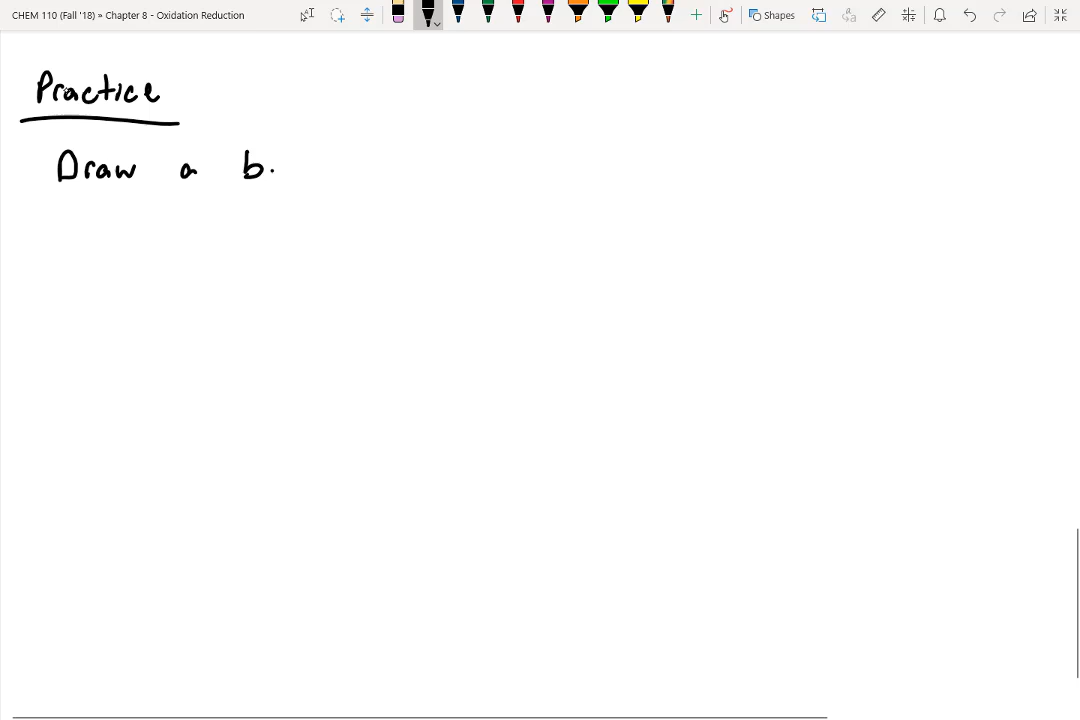 CHEM 110 (Fall '18) » Chapter 8 - Oxidation Reduction
Shapes
Practice
Draw a b.